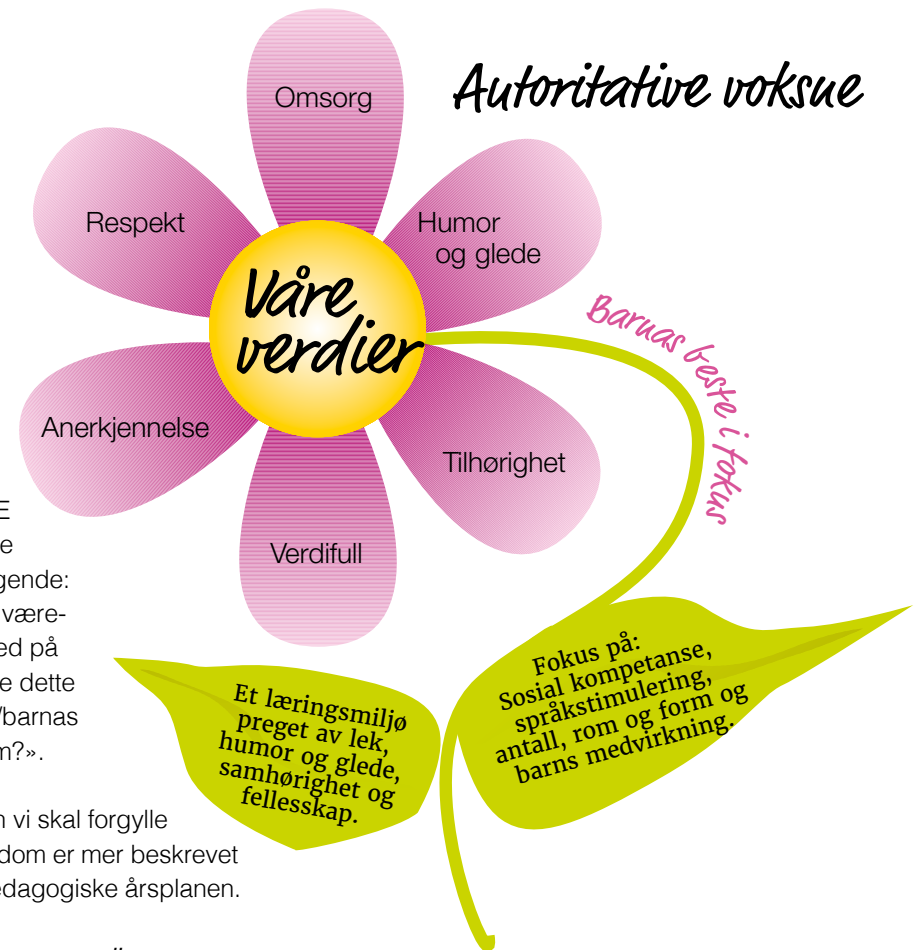 Autoritative voksne
Omsorg
Respekt
Humor
og glede
Våre
verdier
Barnas beste i fokus
Anerkjennelse
Tilhørighet
Verdifull
E
e
gende:
være-
ed på
e dette
/barnas
m?».
n vi skal forgylle
dom er mer beskrevet
edagogiske årsplanen.
Et læringsmiljø
preget av lek,
humor og glede,
samhørighet og
fellesskap.
Fokus på:
Sosial kompetanse,
språkstimulering,
antall, rom og form og
barns medvirkning.